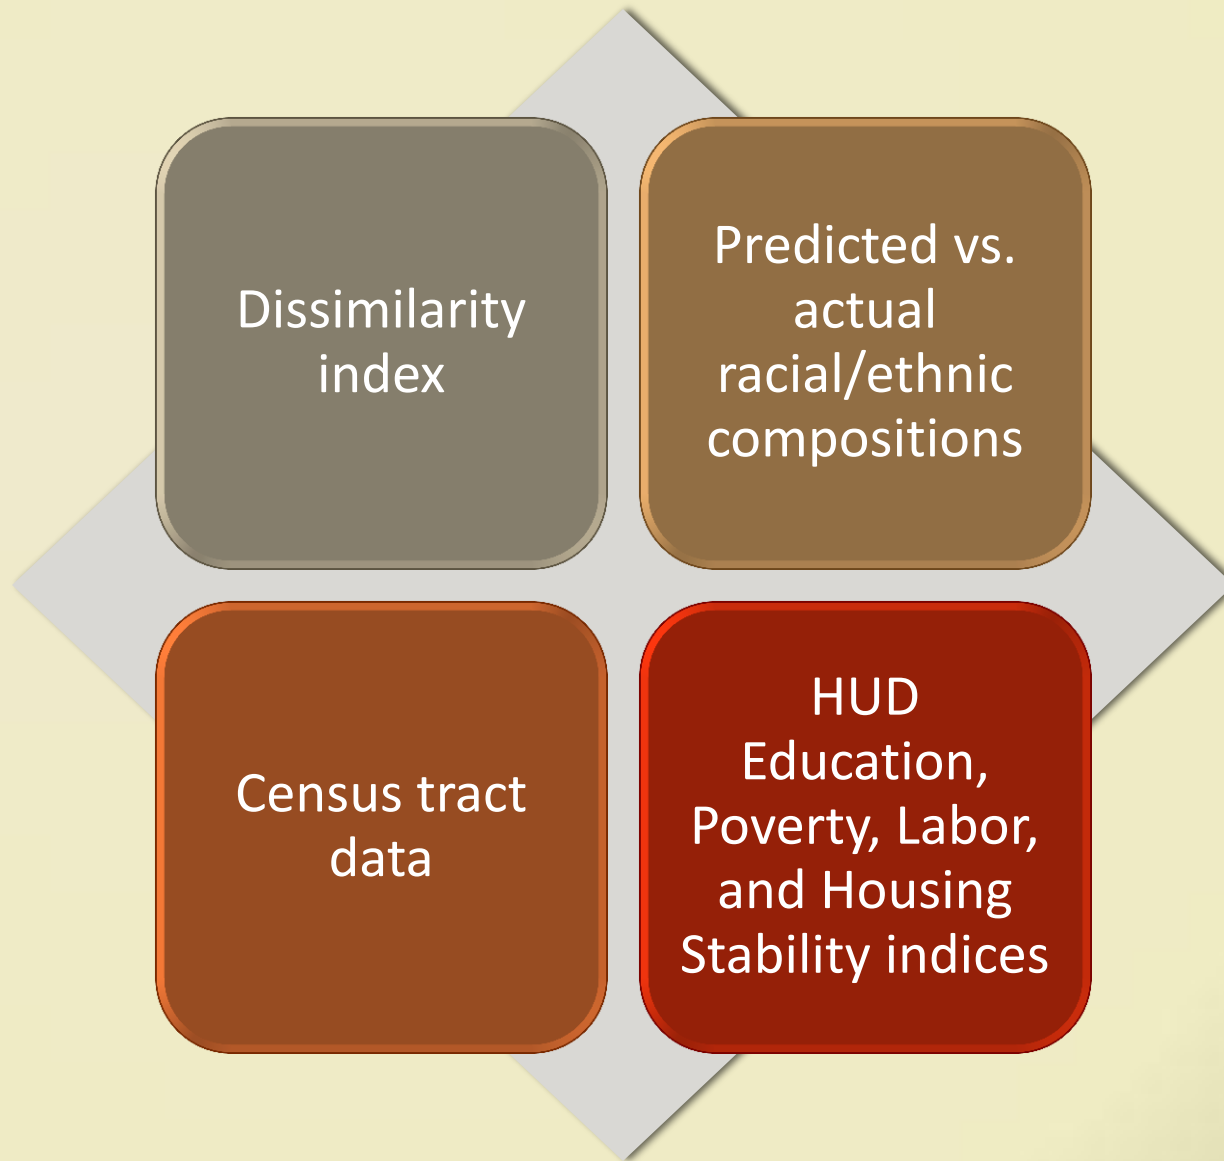 Dissimilarity
index
Predicted vs.
actual
racial/ethnic
compositions
Census tract
data
HUD
Education,
Poverty, Labor,
and Housing
Stability indices